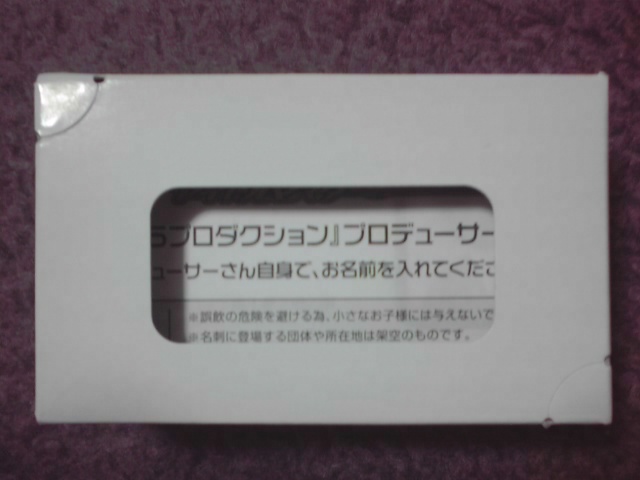 らプロダクション』プロデューサー
ューサーさん自身で、お名前を入れてくださ
※誤飲の危険を避ける為、小さなお子様には与えないで
※名刺に登場する団体や所在地は架空のものです。